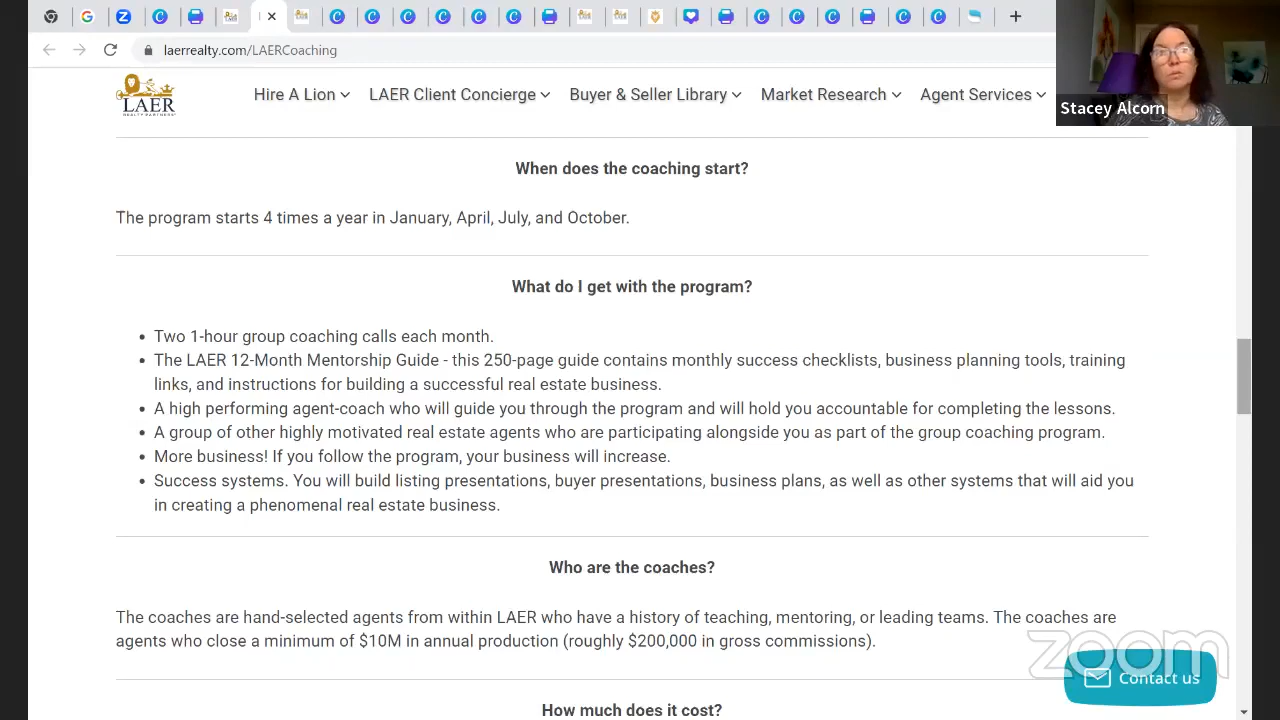 laerrealty.com/LAERCoaching
LAER
REALTY PARTNERS
Hire A Lion
LAER Client Concierge
Buyer & Seller Library
Market Research
Agent Services
Stacey Alcorn
When does the coaching start?
The program starts 4 times a year in January, April, July, and October.
What do I get with the program?
Two 1-hour group coaching calls each month.
The LAER 12-Month Mentorship Guide - this 250-page guide contains monthly success checklists, business planning tools, training
links, and instructions for building a successful real estate business.
A high performing agent-coach who will guide you through the program and will hold you accountable for completing the lessons.
A group of other highly motivated real estate agents who are participating alongside you as part of the group coaching program.
More business! If you follow the program, your business will increase.
Success systems. You will build listing presentations, buyer presentations, business plans, as well as other systems that will aid you
in creating a phenomenal real estate business.
Who are the coaches?
The coaches are hand-selected agents from within LAER who have a history of teaching, mentoring, or leading teams. The coaches are
agents who close a minimum of $10M in annual production (roughly $200,000 in gross commissions).
zoom
Contact us
How much does it cost?